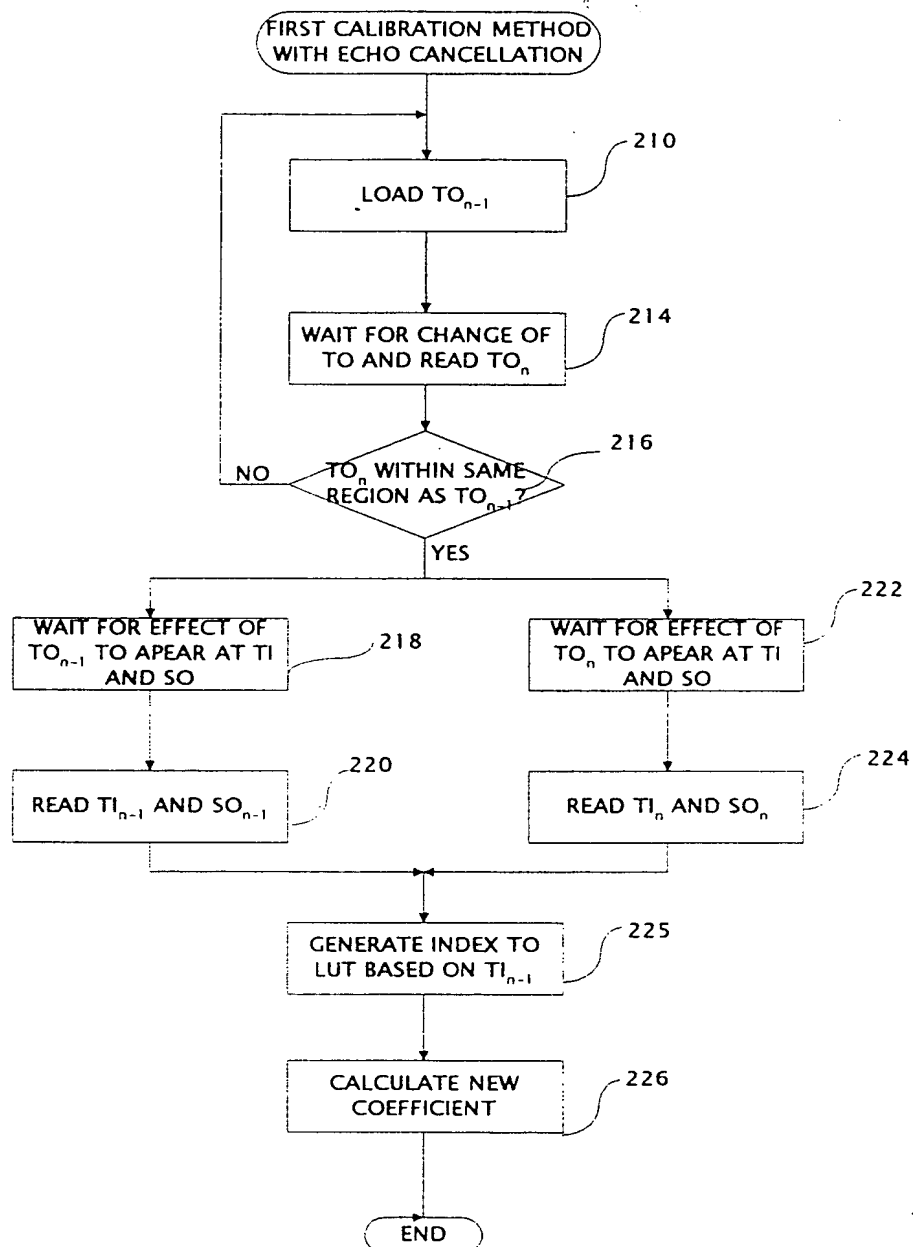 FIRST CALIBRATION METHOD
WITH ECHO CANCELLATION
210
LOAD TOₙ₋₁
214
WAIT FOR CHANGE OF
TO AND READ TOₙ
216
NO
TOₙ WITHIN SAME
REGION AS TOₙ₋₁?
YES
WAIT FOR EFFECT OF
TOₙ₋₁ TO APEAR AT TI
AND SO
218
222
WAIT FOR EFFECT OF
TOₙ TO APEAR AT TI
AND SO
220
READ TIₙ₋₁ AND SOₙ₋₁
224
READ TIₙ AND SOₙ
225
GENERATE INDEX TO
LUT BASED ON TIₙ₋₁
226
CALCULATE NEW
COEFFICIENT
END